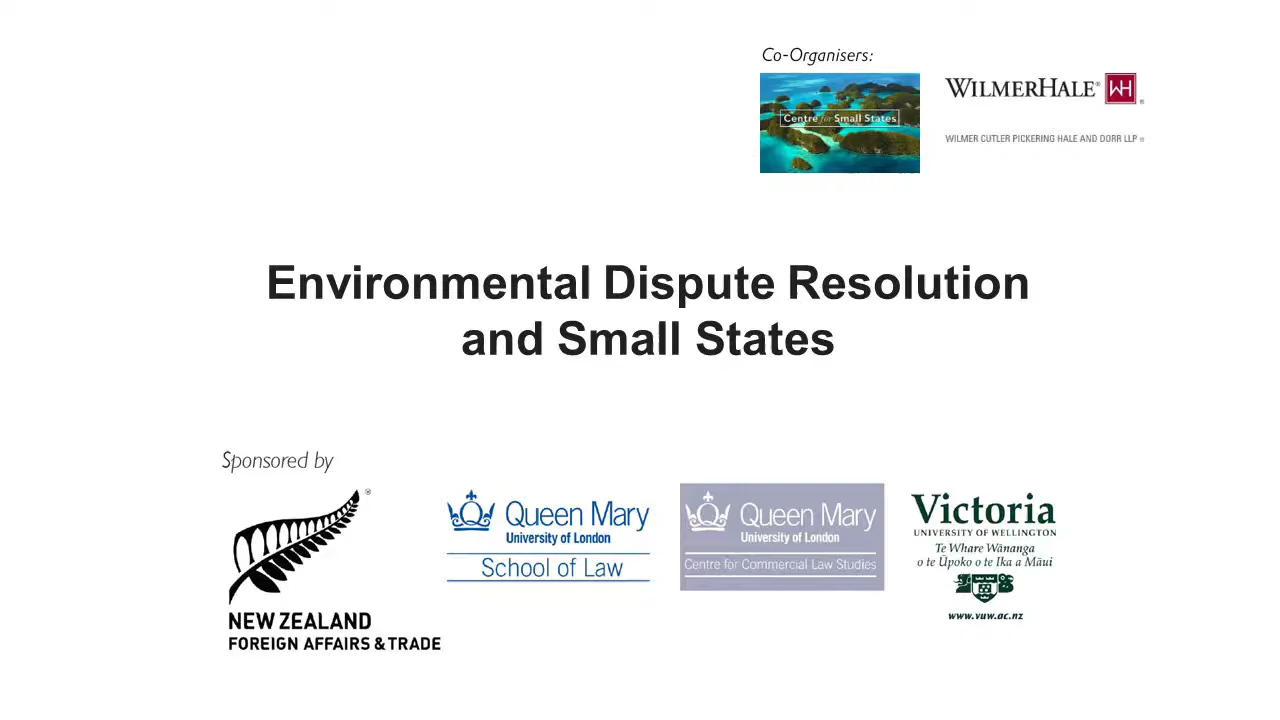 Co-Organisers:
Centre for Small States
WILMERHALE® WH ®
WILMER CUTLER PICKERING HALE AND DORR LLP ®
Environmental Dispute Resolution
and Small States
Sponsored by
®
NEW ZEALAND
FOREIGN AFFAIRS & TRADE
Queen Mary
University of London
School of Law
Queen Mary
University of London
Centre for Commercial Law Studies
Victoria
UNIVERSITY OF WELLINGTON
Te Whare Wānanga
o te Ūpoko o te Ika a Māui
www.vuw.ac.nz